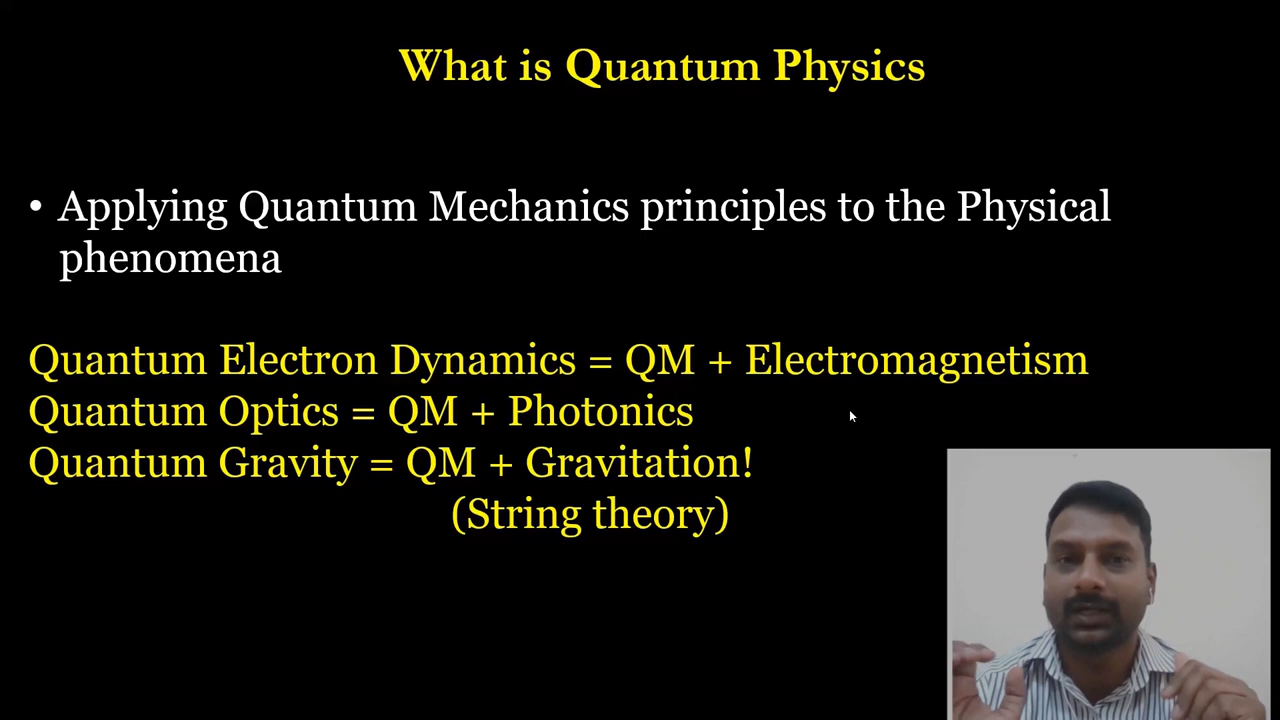 What is Quantum Physics
• Applying Quantum Mechanics principles to the Physical
phenomena
Quantum Electron Dynamics = QM + Electromagnetism
Quantum Optics = QM + Photonics
Quantum Gravity = QM + Gravitation!
(String theory)